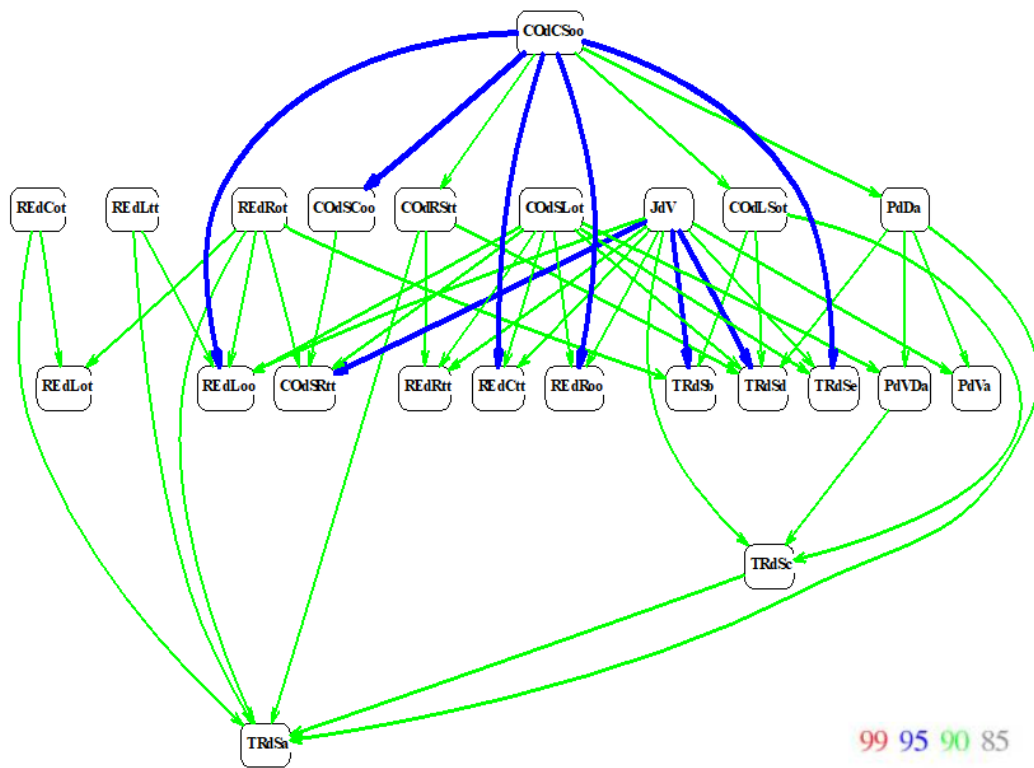 COdCSoo
REdCot REdLtt REdRot COdSCoo COdRStt COdSLot JdV COdLSot PdDa
REdLot REdLoo COdSRtt REdRtt REdCtt REdRoo TRdSb TRdSd TRdSe PdVDa PdVa
TRdSc
TRdSa
99 95 90 85